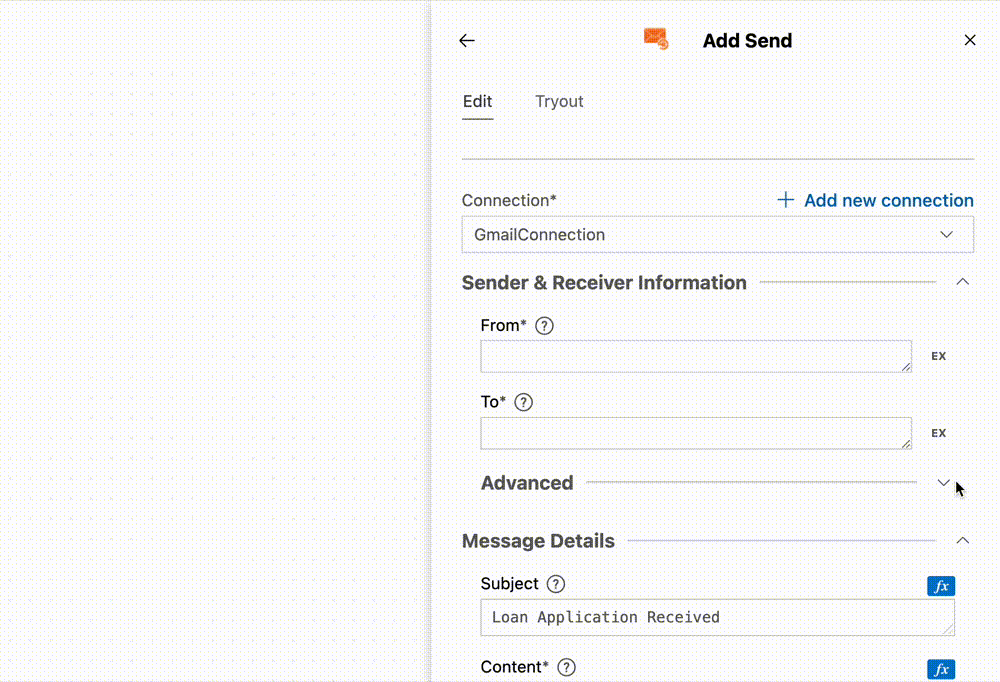 Add Send
Edit Tryout
Connection* + Add new connection
GmailConnection
Sender & Receiver Information
From* ?
EX
To* ?
EX
Advanced
Message Details
Subject ? fx
Loan Application Received
Content* ? fx